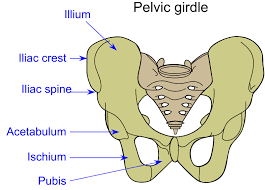 Pelvic girdle
Illium
Iliac crest
Iliac spine
Acetabulum
Ischium
Pubis